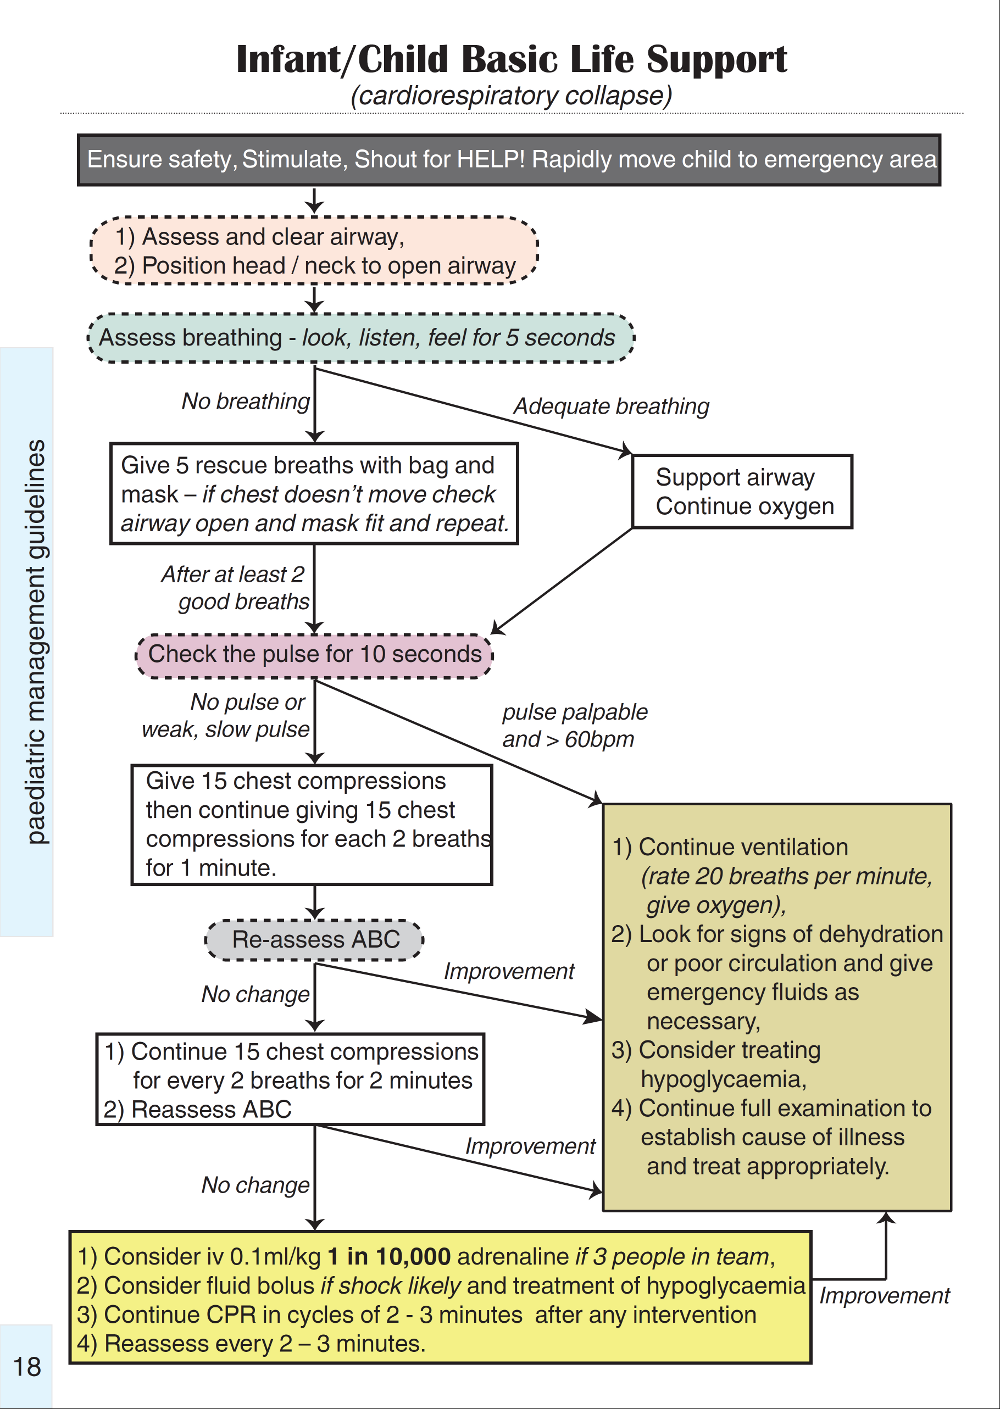 Infant/Child Basic Life Support
(cardiorespiratory collapse)
Ensure safety, Stimulate, Shout for HELP! Rapidly move child to emergency area
1) Assess and clear airway,
2) Position head / neck to open airway
Assess breathing - look, listen, feel for 5 seconds
No breathing
Adequate breathing
Give 5 rescue breaths with bag and
mask – if chest doesn't move check
airway open and mask fit and repeat.
Support airway
Continue oxygen
After at least 2
good breaths
Check the pulse for 10 seconds
No pulse or
weak, slow pulse
pulse palpable
and > 60bpm
Give 15 chest compressions
then continue giving 15 chest
compressions for each 2 breaths
for 1 minute.
1) Continue ventilation
(rate 20 breaths per minute,
give oxygen),
2) Look for signs of dehydration
or poor circulation and give
emergency fluids as
necessary,
3) Consider treating
hypoglycaemia,
4) Continue full examination to
establish cause of illness
and treat appropriately.
Re-assess ABC
Improvement
No change
1) Continue 15 chest compressions
for every 2 breaths for 2 minutes
2) Reassess ABC
Improvement
No change
1) Consider iv 0.1ml/kg 1 in 10,000 adrenaline if 3 people in team,
2) Consider fluid bolus if shock likely and treatment of hypoglycaemia
3) Continue CPR in cycles of 2 - 3 minutes after any intervention
4) Reassess every 2 – 3 minutes.
Improvement
paediatric management guidelines
18